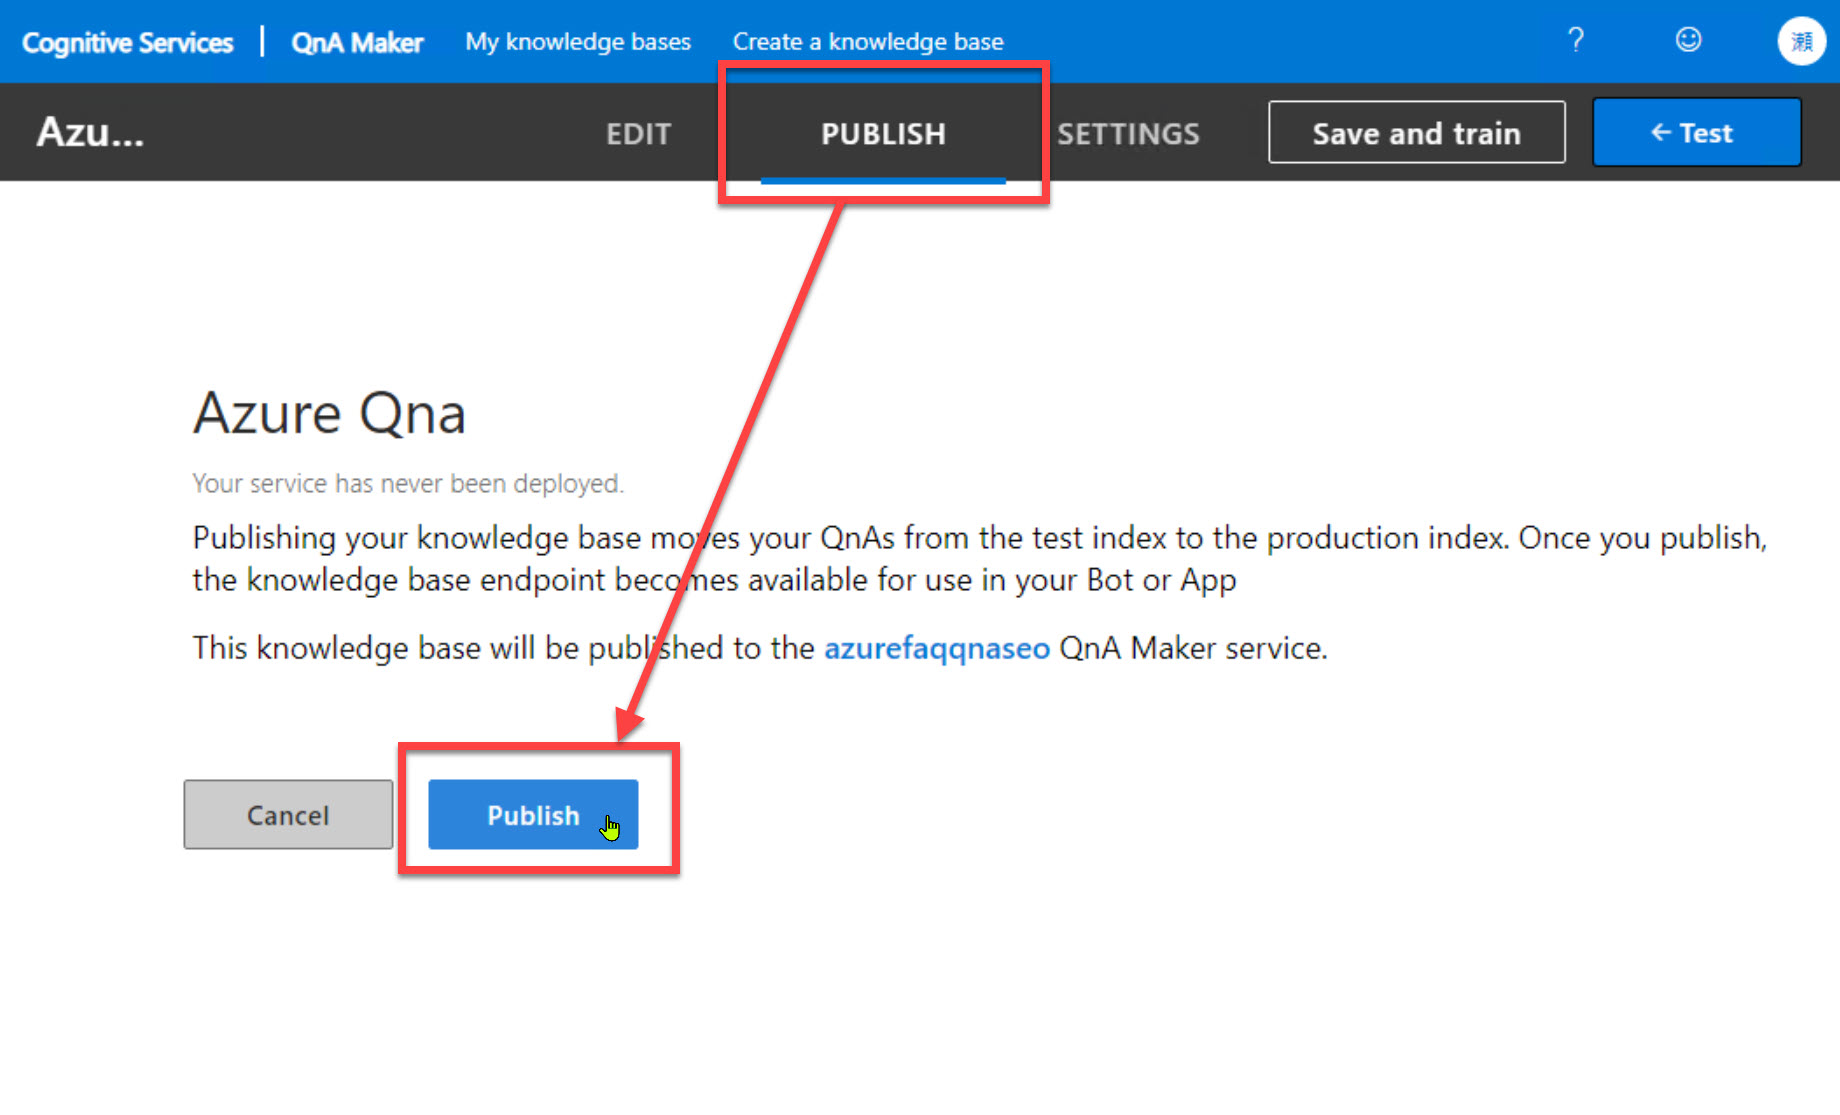 Cognitive Services | QnA Maker My knowledge bases Create a knowledge base ? 瀬
Azu... EDIT PUBLISH SETTINGS Save and train ← Test
Azure Qna
Your service has never been deployed.
Publishing your knowledge base moves your QnAs from the test index to the production index. Once you publish,
the knowledge base endpoint becomes available for use in your Bot or App
This knowledge base will be published to the azurefaqqnaseo QnA Maker service.
Cancel Publish